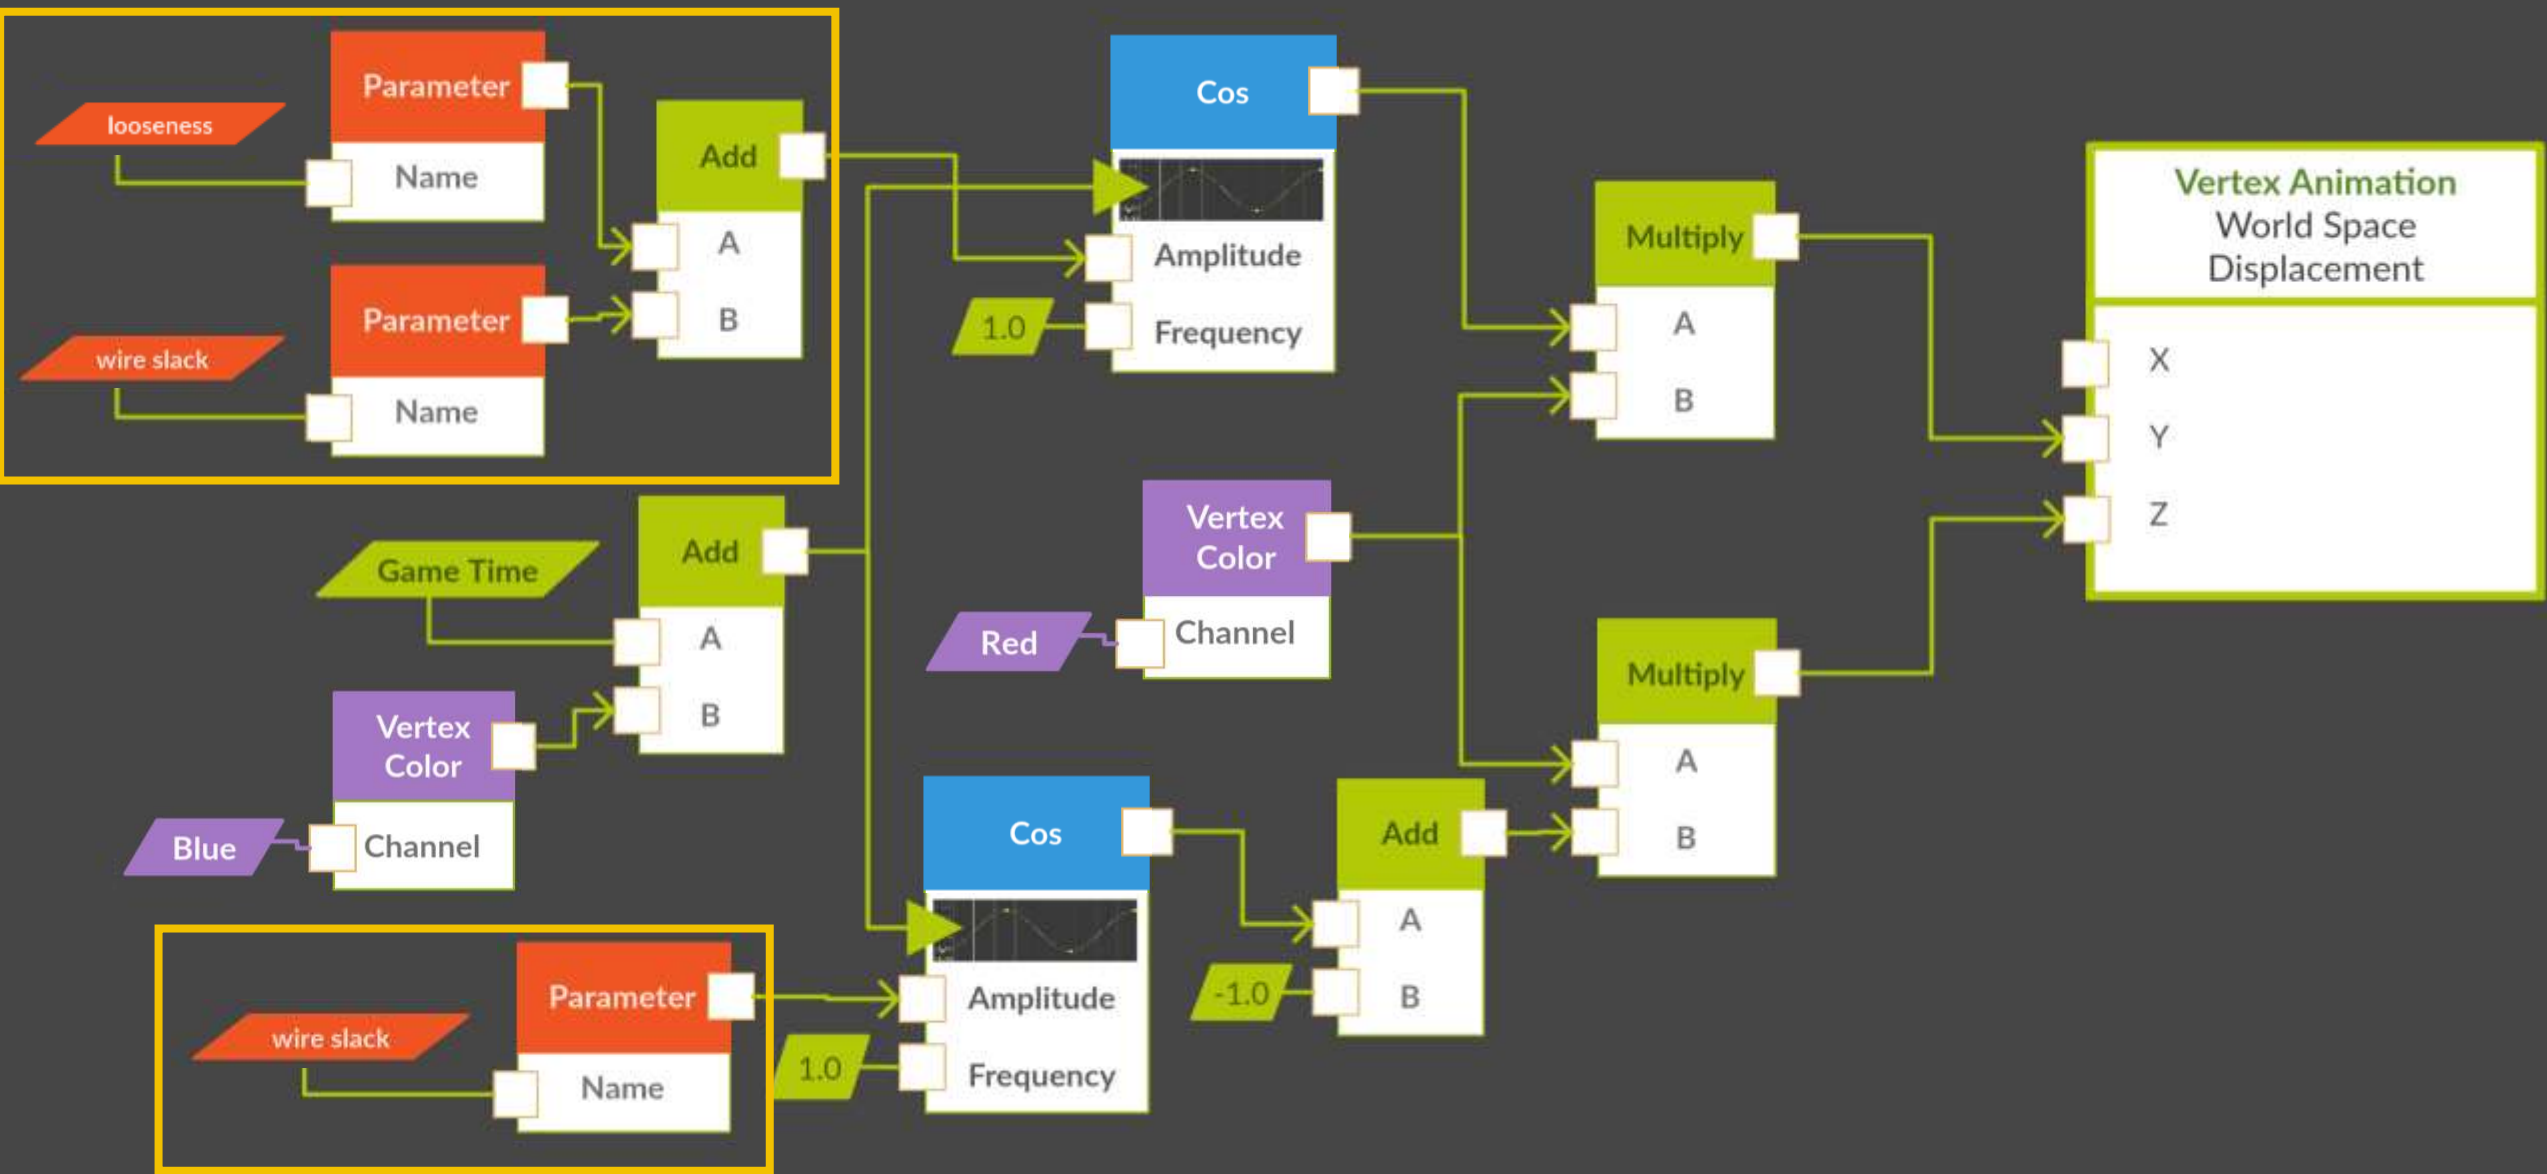 Parameter
looseness
Name
Add
A
B
Parameter
wire slack
Name
Cos
Amplitude
1.0
Frequency
Multiply
A
B
Vertex Animation
World Space
Displacement
X
Y
Z
Game Time
Add
A
B
Vertex
Color
Blue
Channel
Vertex
Color
Red
Channel
Parameter
wire slack
Name
Cos
Amplitude
1.0
Frequency
Add
A
-1.0
B
Multiply
A
B